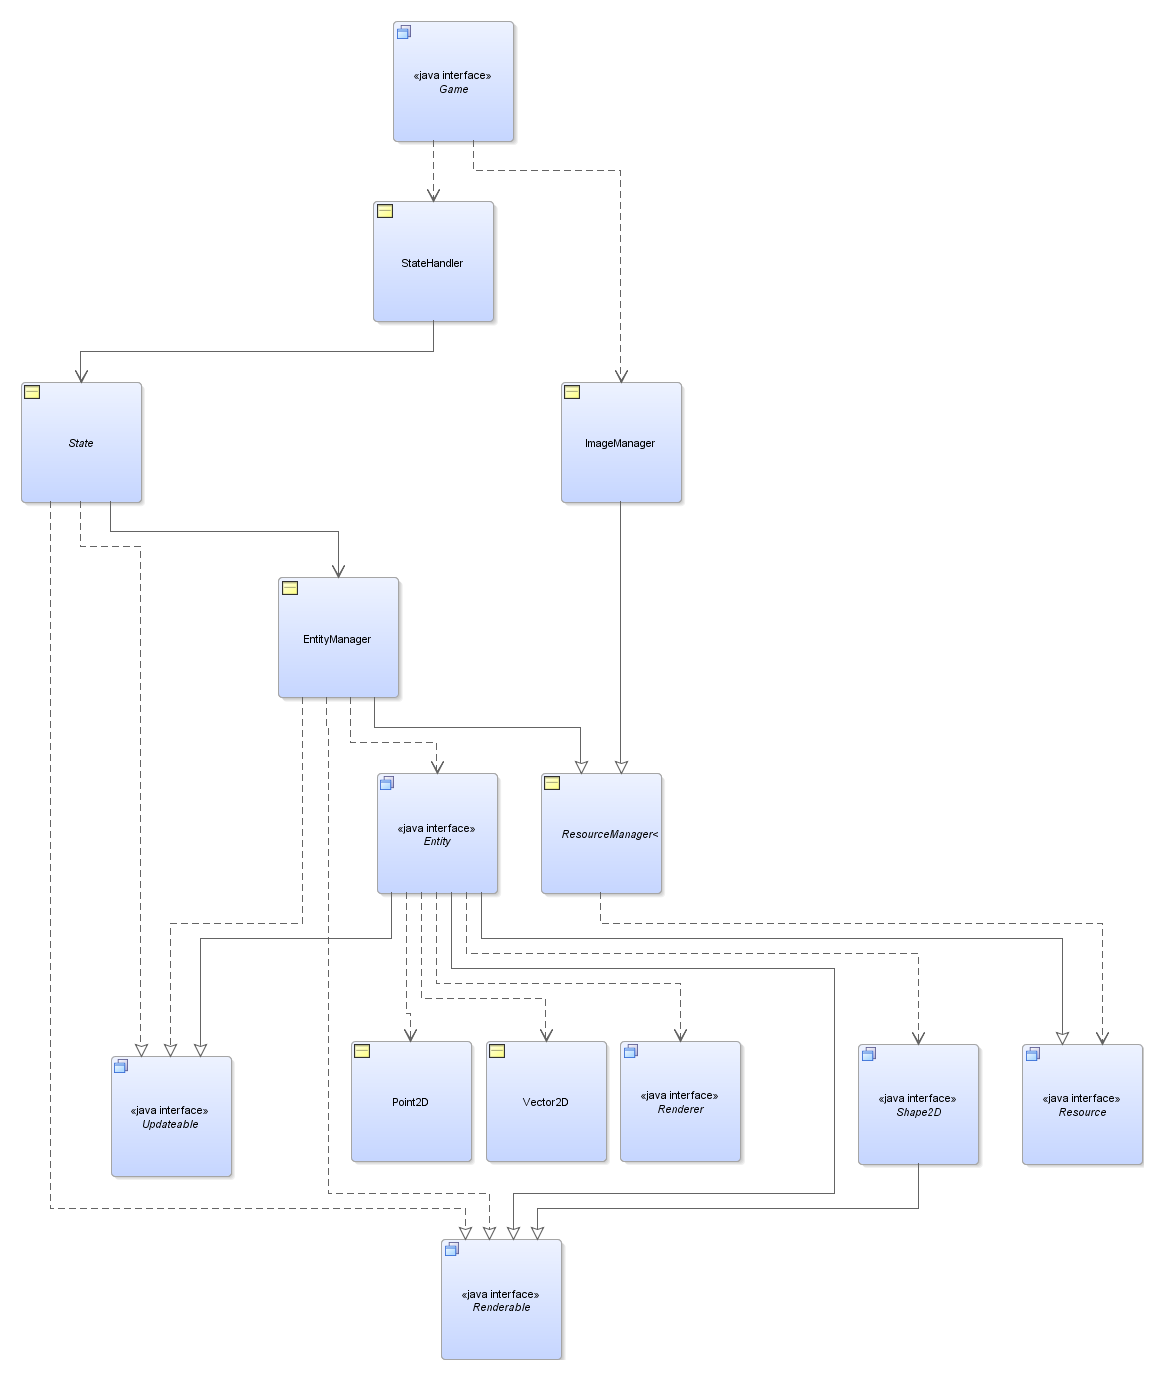 «java interface»
Game
StateHandler
State
ImageManager
EntityManager
«java interface»
Entity
ResourceManager<
«java interface»
Updateable
Point2D
Vector2D
«java interface»
Renderer
«java interface»
Shape2D
«java interface»
Resource
«java interface»
Renderable